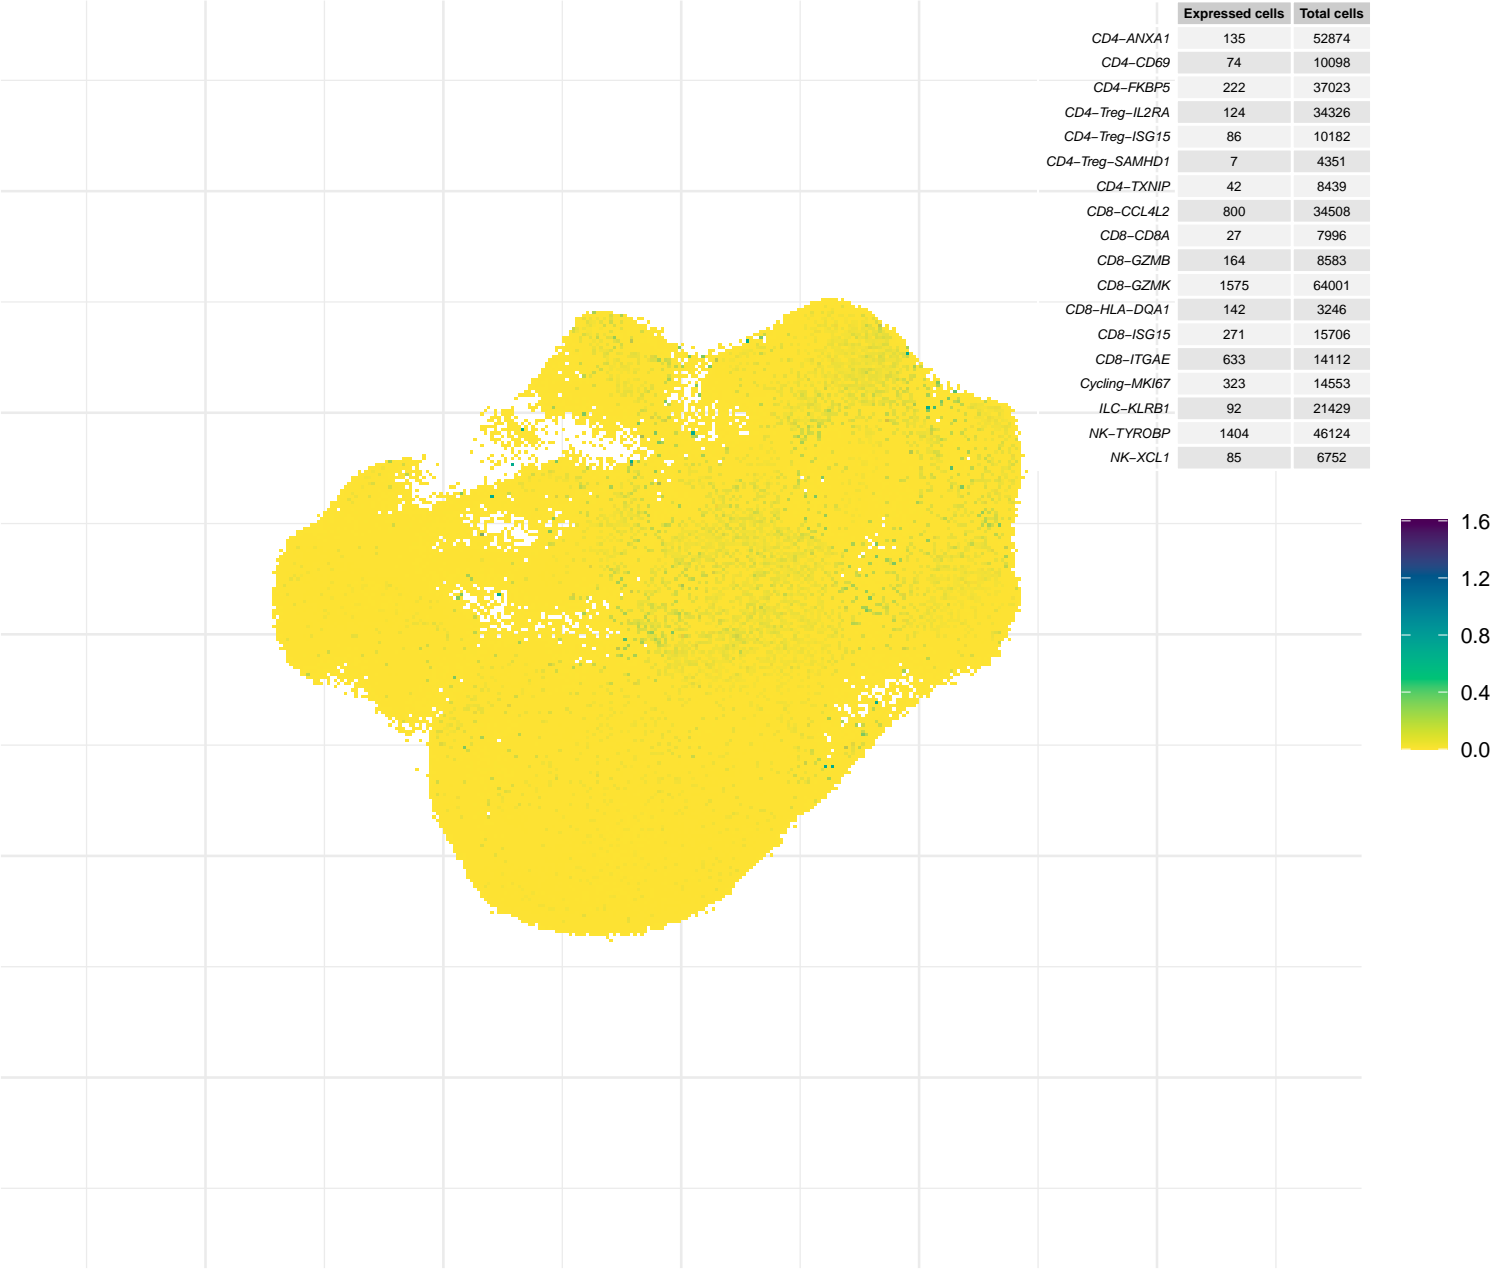 Expressed cells Total cells
CD4−ANXA1 135 52874
CD4−CD69 74 10098
CD4−FKBP5 222 37023
CD4−Treg−IL2RA 124 34326
CD4−Treg−ISG15 86 10182
CD4−Treg−SAMHD1 7 4351
CD4−TXNIP 42 8439
CD8−CCL4L2 800 34508
CD8−CD8A 27 7996
CD8−GZMB 164 8583
CD8−GZMK 1575 64001
CD8−HLA−DQA1 142 3246
CD8−ISG15 271 15706
CD8−ITGAE 633 14112
Cycling−MKI67 323 14553
ILC−KLRB1 92 21429
NK−TYROBP 1404 46124
NK−XCL1 85 6752
1.6
1.2
0.8
0.4
0.0